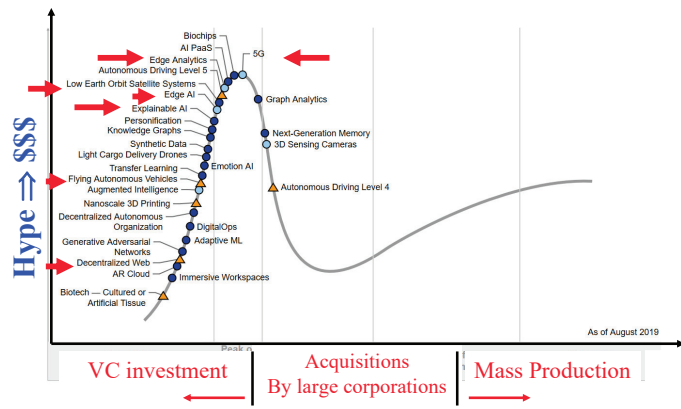 Biochips
AI PaaS
5G
Edge Analytics
Autonomous Driving Level 5
Low Earth Orbit Satellite Systems
Edge AI
Graph Analytics
Explainable AI
Personification
Knowledge Graphs
Next-Generation Memory
Synthetic Data
3D Sensing Cameras
Light Cargo Delivery Drones
Emotion AI
Transfer Learning
Flying Autonomous Vehicles
Autonomous Driving Level 4
Augmented Intelligence
Nanoscale 3D Printing
Decentralized Autonomous
Organization
DigitalOps
Generative Adversarial
Networks
Adaptive ML
Decentralized Web
AR Cloud
Immersive Workspaces
Biotech — Cultured or
Artificial Tissue
Hype ⇒ $$$
As of August 2019
VC investment
Acquisitions
By large corporations
Mass Production